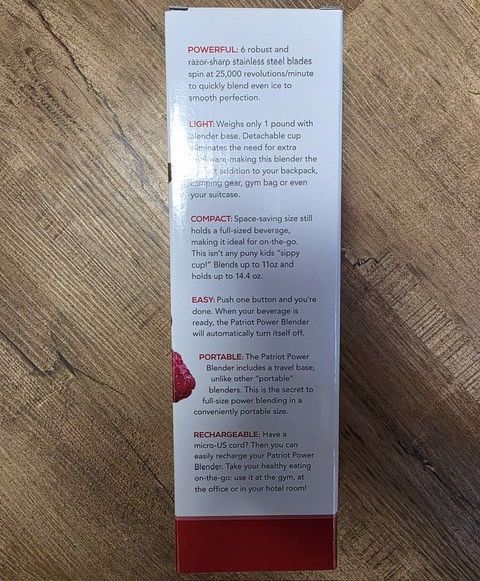 POWERFUL: 6 robust and
razor-sharp stainless steel blades
spin at 25,000 revolutions/minute
to quickly blend even ice to
smooth perfection.
LIGHT: Weighs only 1 pound with
blender base. Detachable cup
eliminates the need for extra
making this blender the
addition to your backpack,
camping gear, gym bag or even
your suitcase.
COMPACT: Space-saving size still
holds a full-sized beverage,
making it ideal for on-the-go.
This isn't any puny kids "sippy
cup!" Blends up to 11oz and
holds up to 14.4 oz.
EASY: Push one button and you're
done. When your beverage is
ready, the Patriot Power Blender
will automatically turn itself off.
PORTABLE: The Patriot Power
Blender includes a travel base,
unlike other "portable"
blenders. This is the secret to
full-size power blending in a
conveniently portable size.
RECHARGEABLE: Have a
micro-US cord? Then you can
easily recharge your Patriot Power
Blender. Take your healthy eating
on-the-go: use it at the gym, at
the office or in your hotel room!